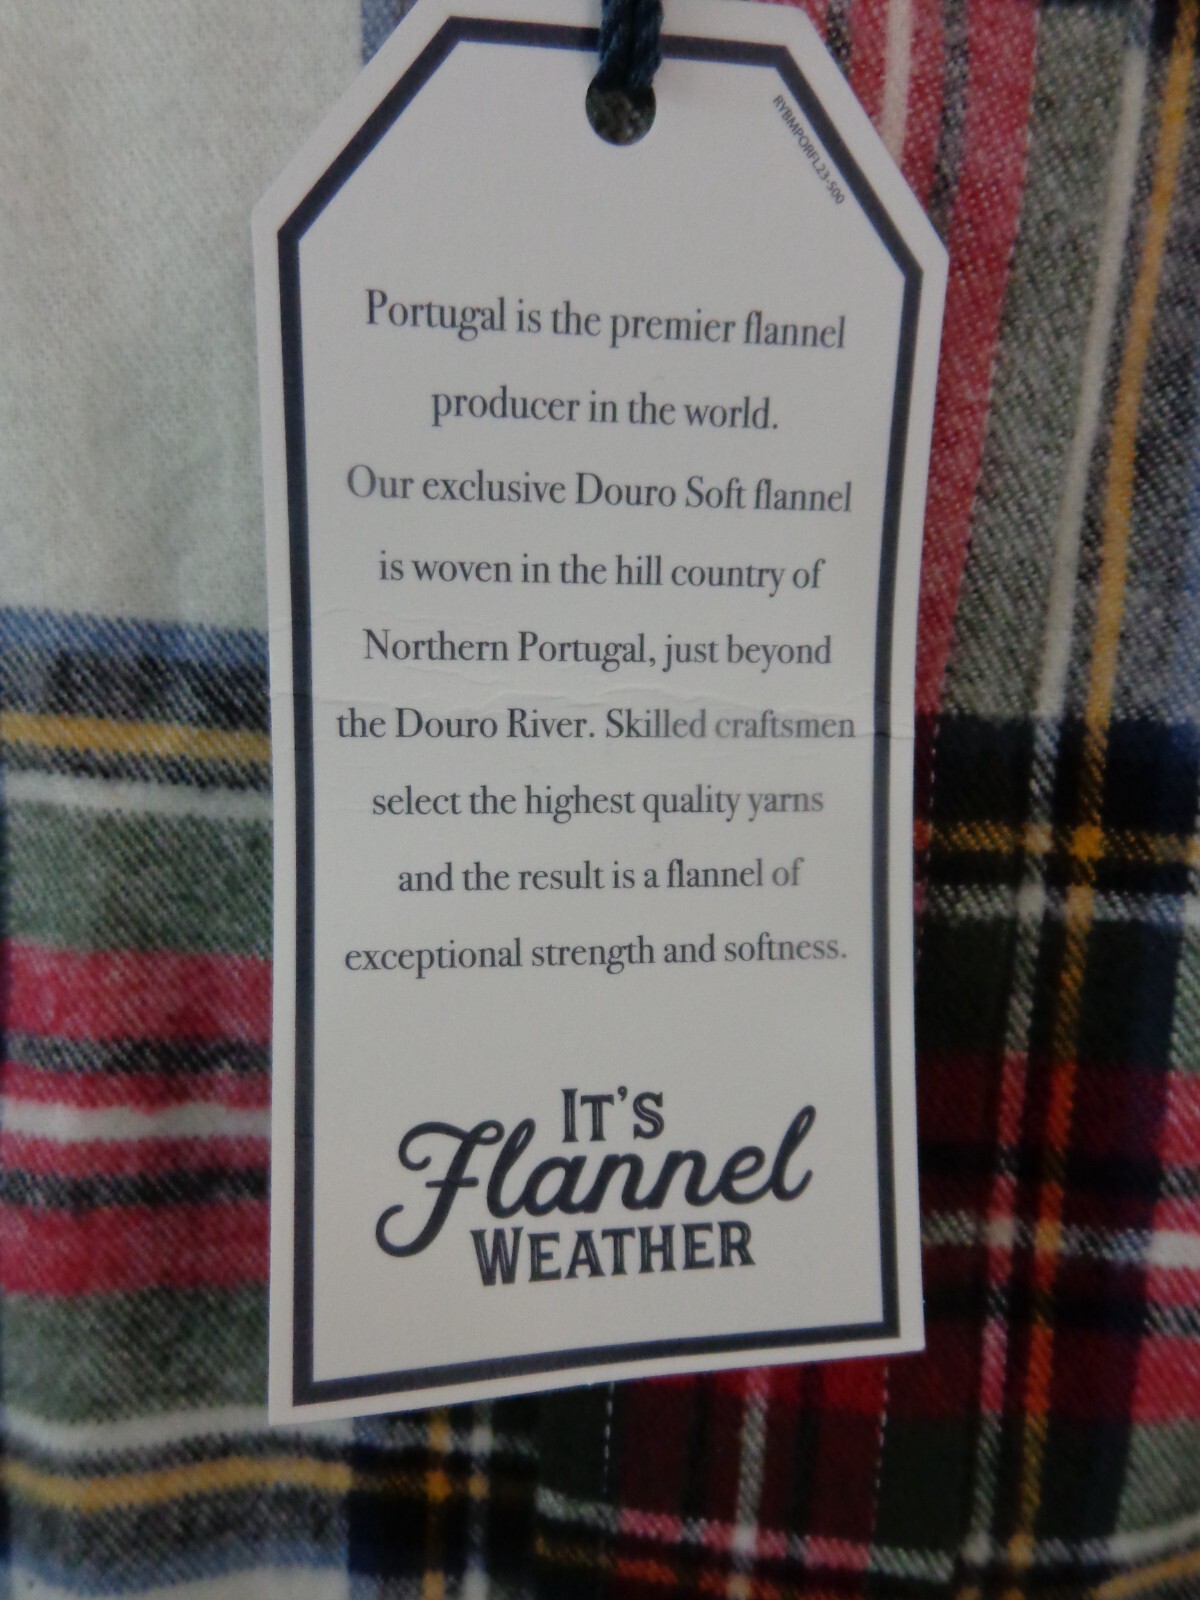 RYBMPORFL23-500
Portugal is the premier flannel
producer in the world.
Our exclusive Douro Soft flannel
is woven in the hill country of
Northern Portugal, just beyond
the Douro River. Skilled craftsmen
select the highest quality yarns
and the result is a flannel of
exceptional strength and softness.
IT'S
Flannel
WEATHER